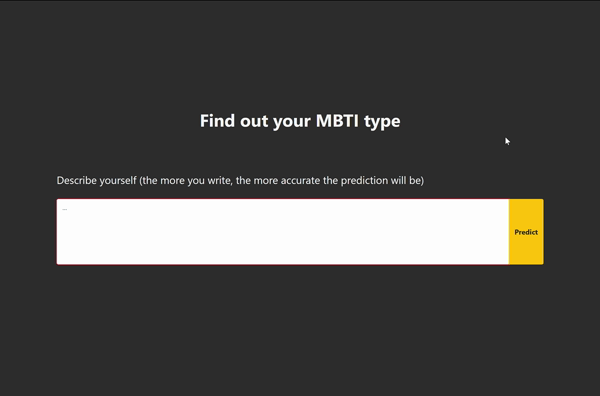 Find out your MBTI type
Describe yourself (the more you write, the more accurate the prediction will be)
...
Predict